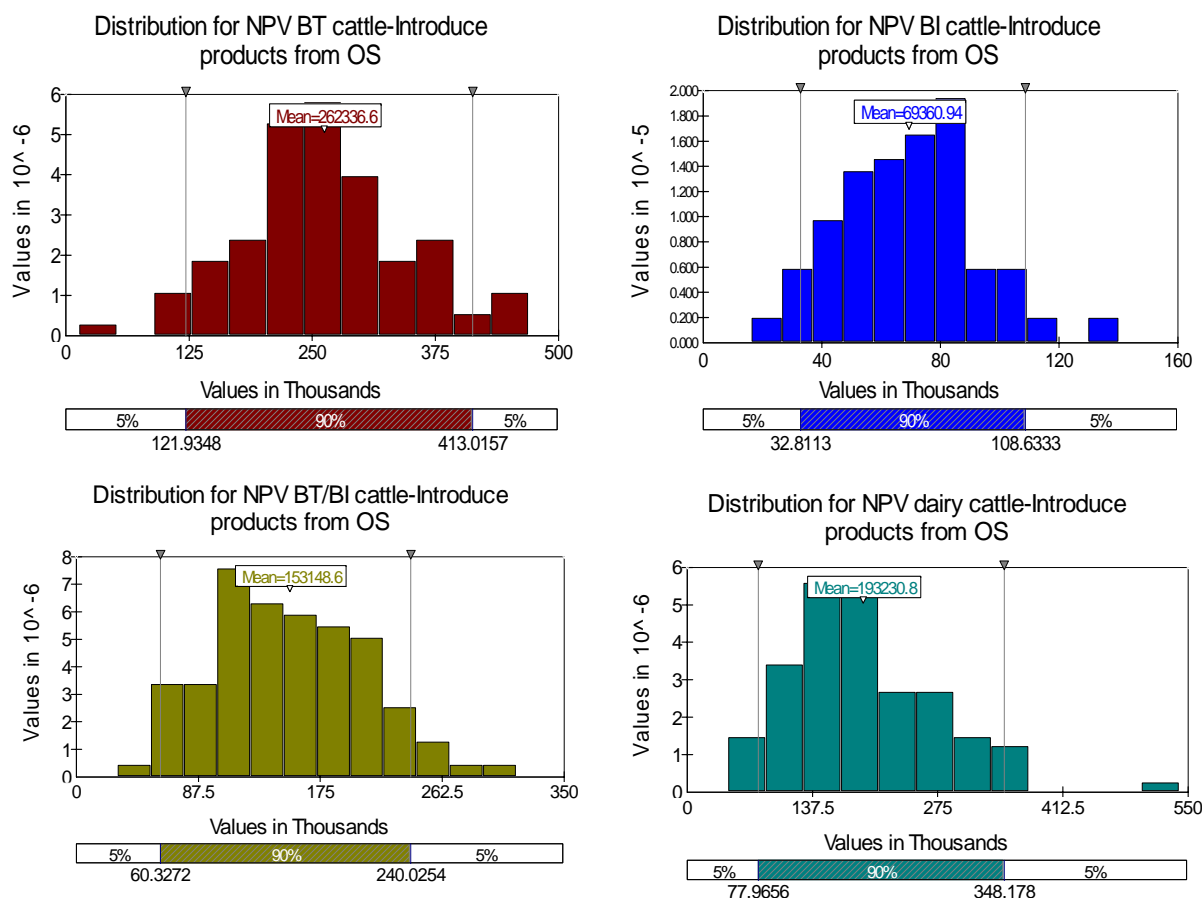 Distribution for NPV BT cattle-Introduce
products from OS
Values in 10^ -6
6
5
4
3
2
1
0
Mean=262336.6
0 125 250 375 500
Values in Thousands
5% 90% 5%
121.9348 413.0157
Distribution for NPV BI cattle-Introduce
products from OS
Values in 10^ -5
2.000
1.800
1.600
1.400
1.200
1.000
0.800
0.600
0.400
0.200
0.000
Mean=69360.94
0 40 80 120 160
Values in Thousands
5% 90% 5%
32.8113 108.6333
Distribution for NPV BT/BI cattle-Introduce
products from OS
Values in 10^ -6
8
7
6
5
4
3
2
1
0
Mean=153148.6
0 87.5 175 262.5 350
Values in Thousands
5% 90% 5%
60.3272 240.0254
Distribution for NPV dairy cattle-Introduce
products from OS
Values in 10^ -6
6
5
4
3
2
1
0
Mean=193230.8
0 137.5 275 412.5 550
Values in Thousands
5% 90% 5%
77.9656 348.178